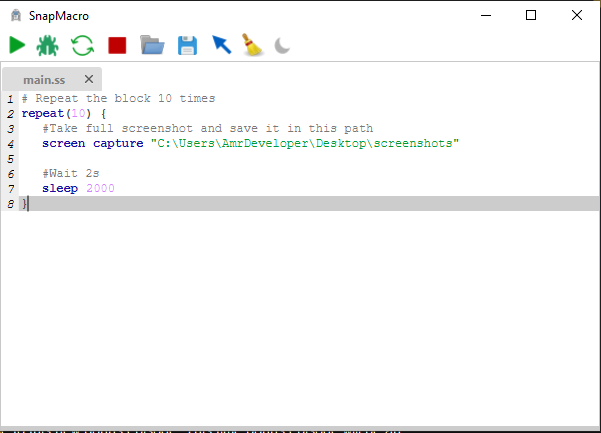 SnapMacro
main.ss
1 # Repeat the block 10 times
2 repeat(10) {
3    #Take full screenshot and save it in this path
4    screen capture "C:\Users\AmrDeveloper\Desktop\screenshots"
5
6    #Wait 2s
7    sleep 2000
8 }